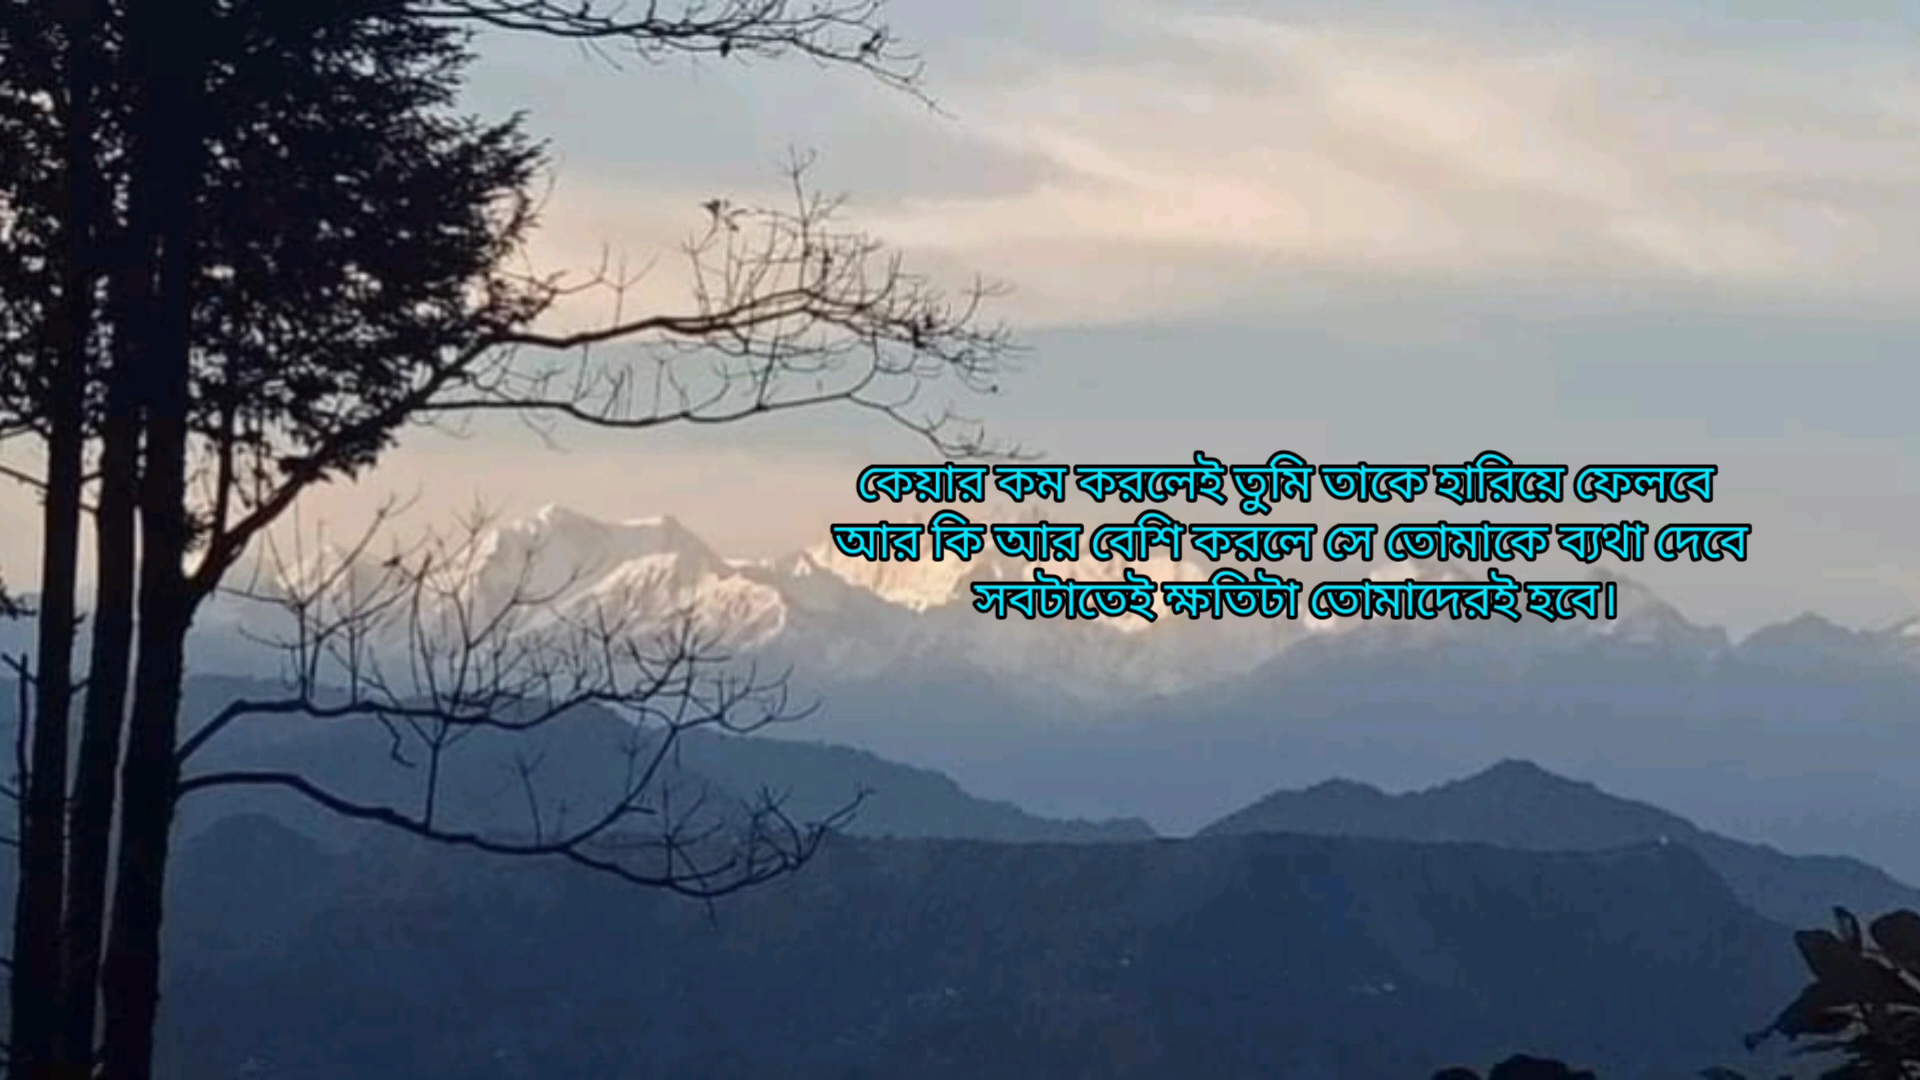 কেয়ার কম করলেই তুমি তাকে হারিয়ে ফেলবে
আর কি আর বেশি করলে সে তোমাকে ব্যথা দেবে
সবটাতেই ক্ষতিটা তোমাদেরই হবে।